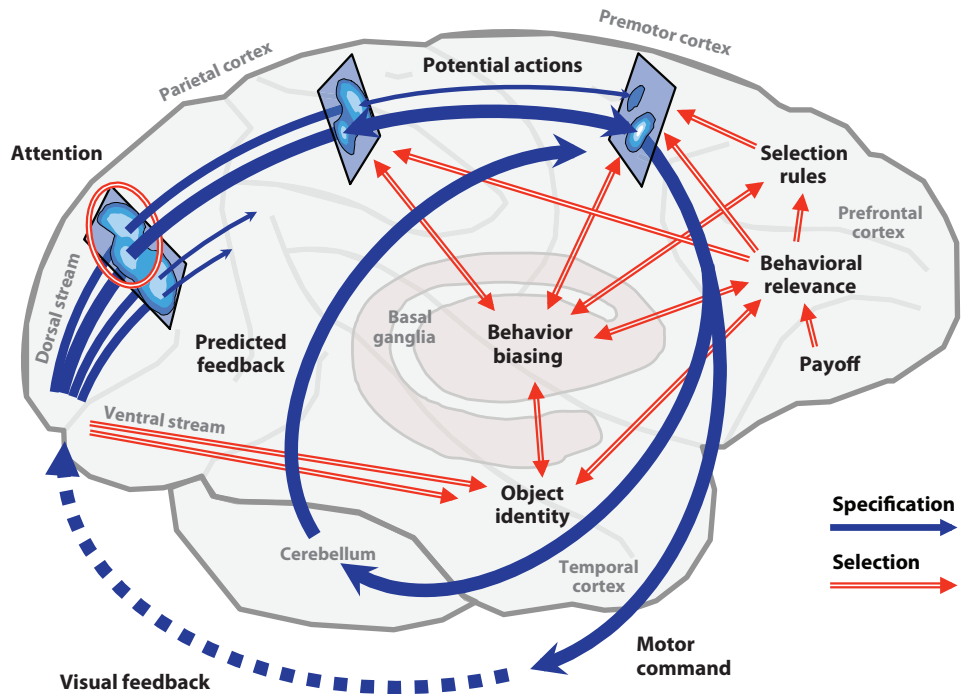 Premotor cortex
Parietal cortex
Potential actions
Attention
Selection
rules
Prefrontal
cortex
Behavioral
relevance
Dorsal stream
Basal
ganglia
Behavior
biasing
Predicted
feedback
Payoff
Ventral stream
Object
identity
Specification
Cerebellum
Temporal
cortex
Selection
Motor
command
Visual feedback